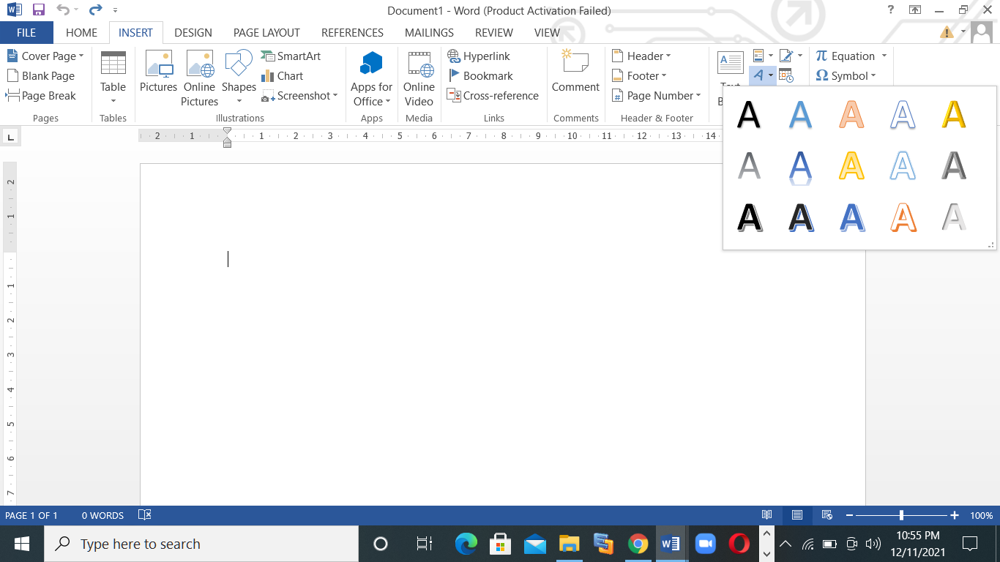 Document1 - Word (Product Activation Failed)
?
FILE HOME INSERT DESIGN PAGE LAYOUT REFERENCES MAILINGS REVIEW VIEW
Cover Page
Blank Page
Page Break
Pages
Table
Tables
Pictures
Online
Pictures
Shapes
SmartArt
Chart
Screenshot
Illustrations
Apps for
Office
Apps
Online
Video
Media
Hyperlink
Bookmark
Cross-reference
Links
Comment
Comments
Header
Footer
Page Number
Header & Footer
A
A
π Equation
Ω Symbol
A A A A A
A A A A A
A A A A A
L
2 1 1 2 3 4 5 6 7 8 9 10 11 12 13 14
2
1
1
2
3
4
5
6
7
PAGE 1 OF 1 0 WORDS 100%
Type here to search
10:55 PM
12/11/2021